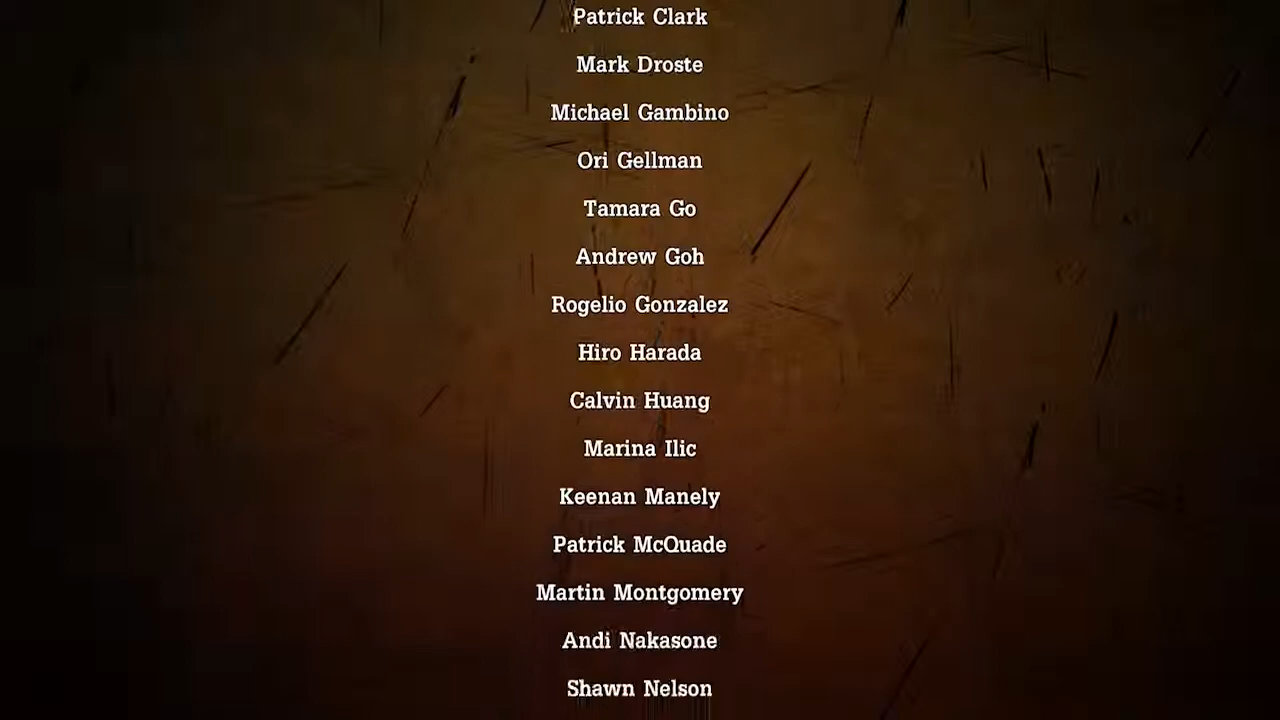 Patrick Clark
Mark Droste
Michael Gambino
Ori Gellman
Tamara Go
Andrew Goh
Rogelio Gonzalez
Hiro Harada
Calvin Huang
Marina Ilic
Keenan Manely
Patrick McQuade
Martin Montgomery
Andi Nakasone
Shawn Nelson